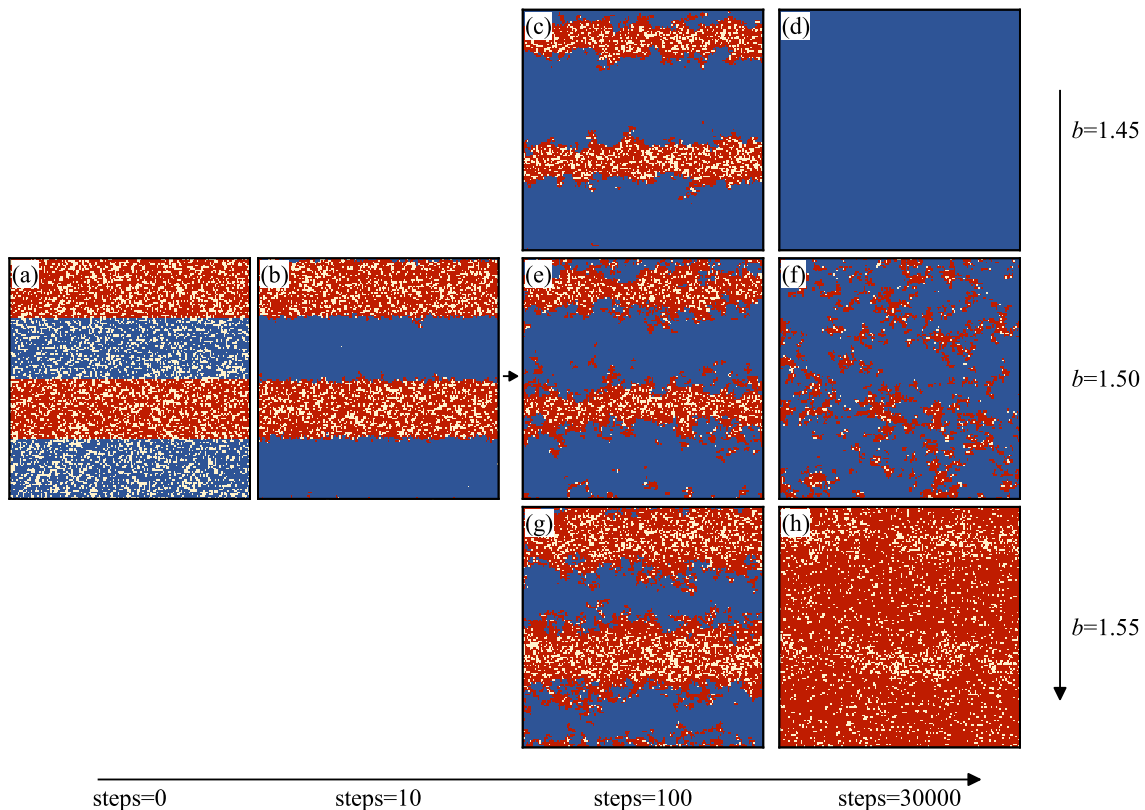 (c)
(d)
b=1.45
(a)
(b)
(e)
(f)
b=1.50
(g)
(h)
b=1.55
steps=0
steps=10
steps=100
steps=30000